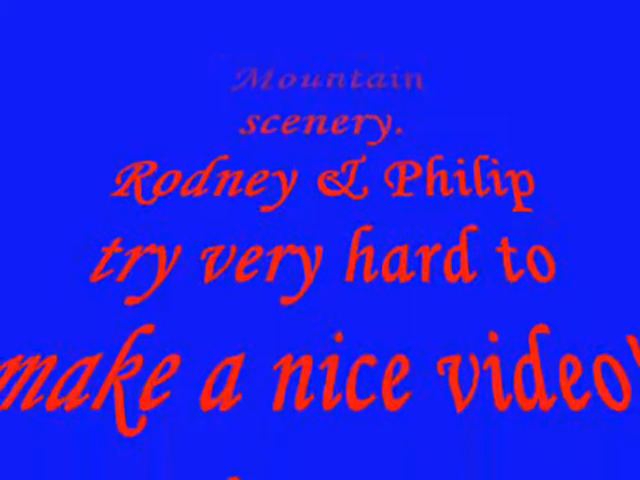 Mountain
scenery.
Rodney & Philip
try very hard to
make a nice video'